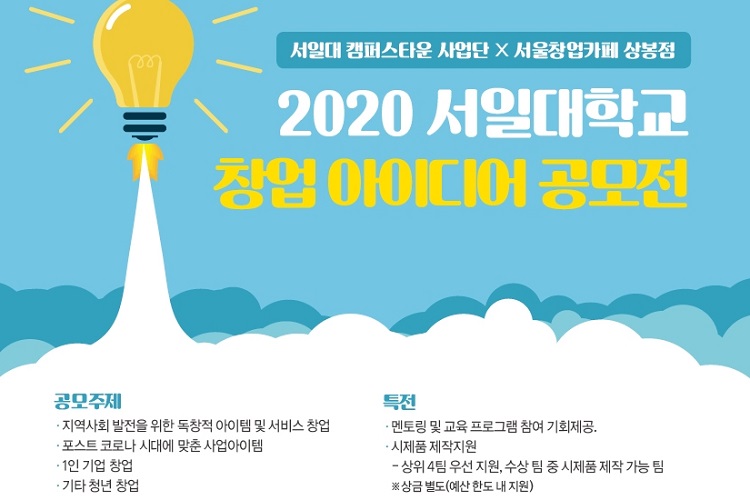 서일대 캠퍼스타운 사업단 X 서울창업카페 상봉점
2020 서일대학교
창업 아이디어 공모전
공모주제
· 지역사회 발전을 위한 독창적 아이템 및 서비스 창업
· 포스트 코로나 시대에 맞춘 사업아이템
· 1인 기업 창업
· 기타 청년 창업
특전
· 멘토링 및 교육 프로그램 참여 기회제공.
· 시제품 제작지원
- 상위 4팀 우선 지원, 수상 팀 중 시제품 제작 가능 팀
※ 상금 별도(예산 한도 내 지원)